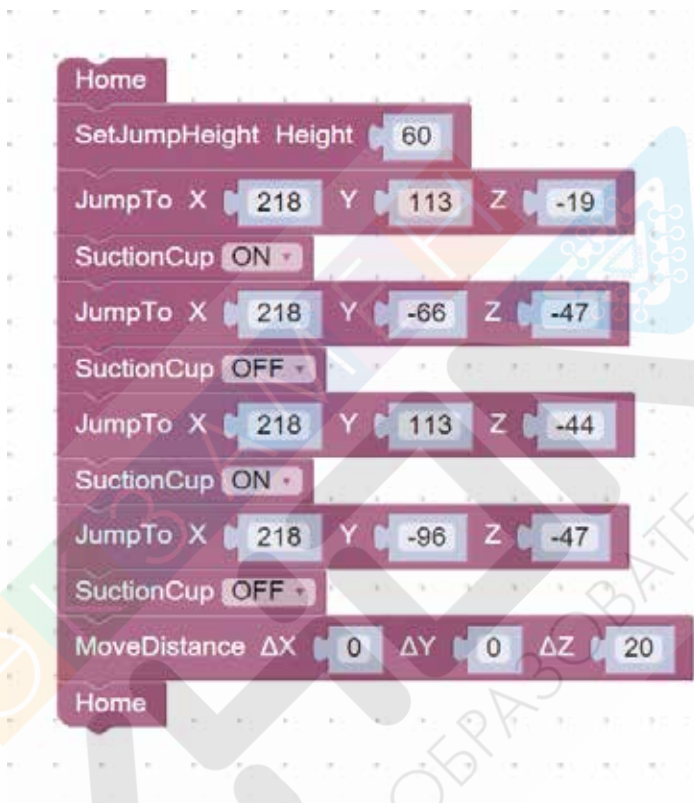 Home
SetJumpHeight Height 60
JumpTo X 218 Y 113 Z -19
SuctionCup ON
JumpTo X 218 Y -66 Z -47
SuctionCup OFF
JumpTo X 218 Y 113 Z -44
SuctionCup ON
JumpTo X 218 Y -96 Z -47
SuctionCup OFF
MoveDistance ΔX 0 ΔY 0 ΔZ 20
Home